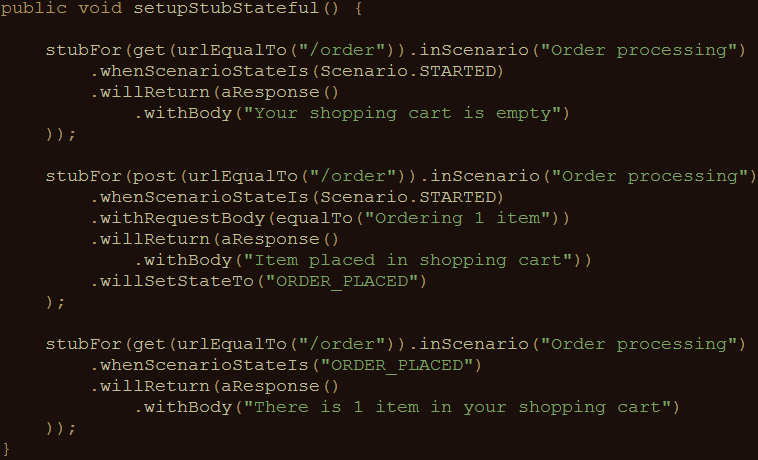 public void setupStubStateful() {

    stubFor(get(urlEqualTo("/order")).inScenario("Order processing")
        .whenScenarioStateIs(Scenario.STARTED)
        .willReturn(aResponse()
            .withBody("Your shopping cart is empty")
    ));

    stubFor(post(urlEqualTo("/order")).inScenario("Order processing")
        .whenScenarioStateIs(Scenario.STARTED)
        .withRequestBody(equalTo("Ordering 1 item"))
        .willReturn(aResponse()
            .withBody("Item placed in shopping cart"))
        .willSetStateTo("ORDER_PLACED")
    );

    stubFor(get(urlEqualTo("/order")).inScenario("Order processing")
        .whenScenarioStateIs("ORDER_PLACED")
        .willReturn(aResponse()
            .withBody("There is 1 item in your shopping cart")
    ));
}